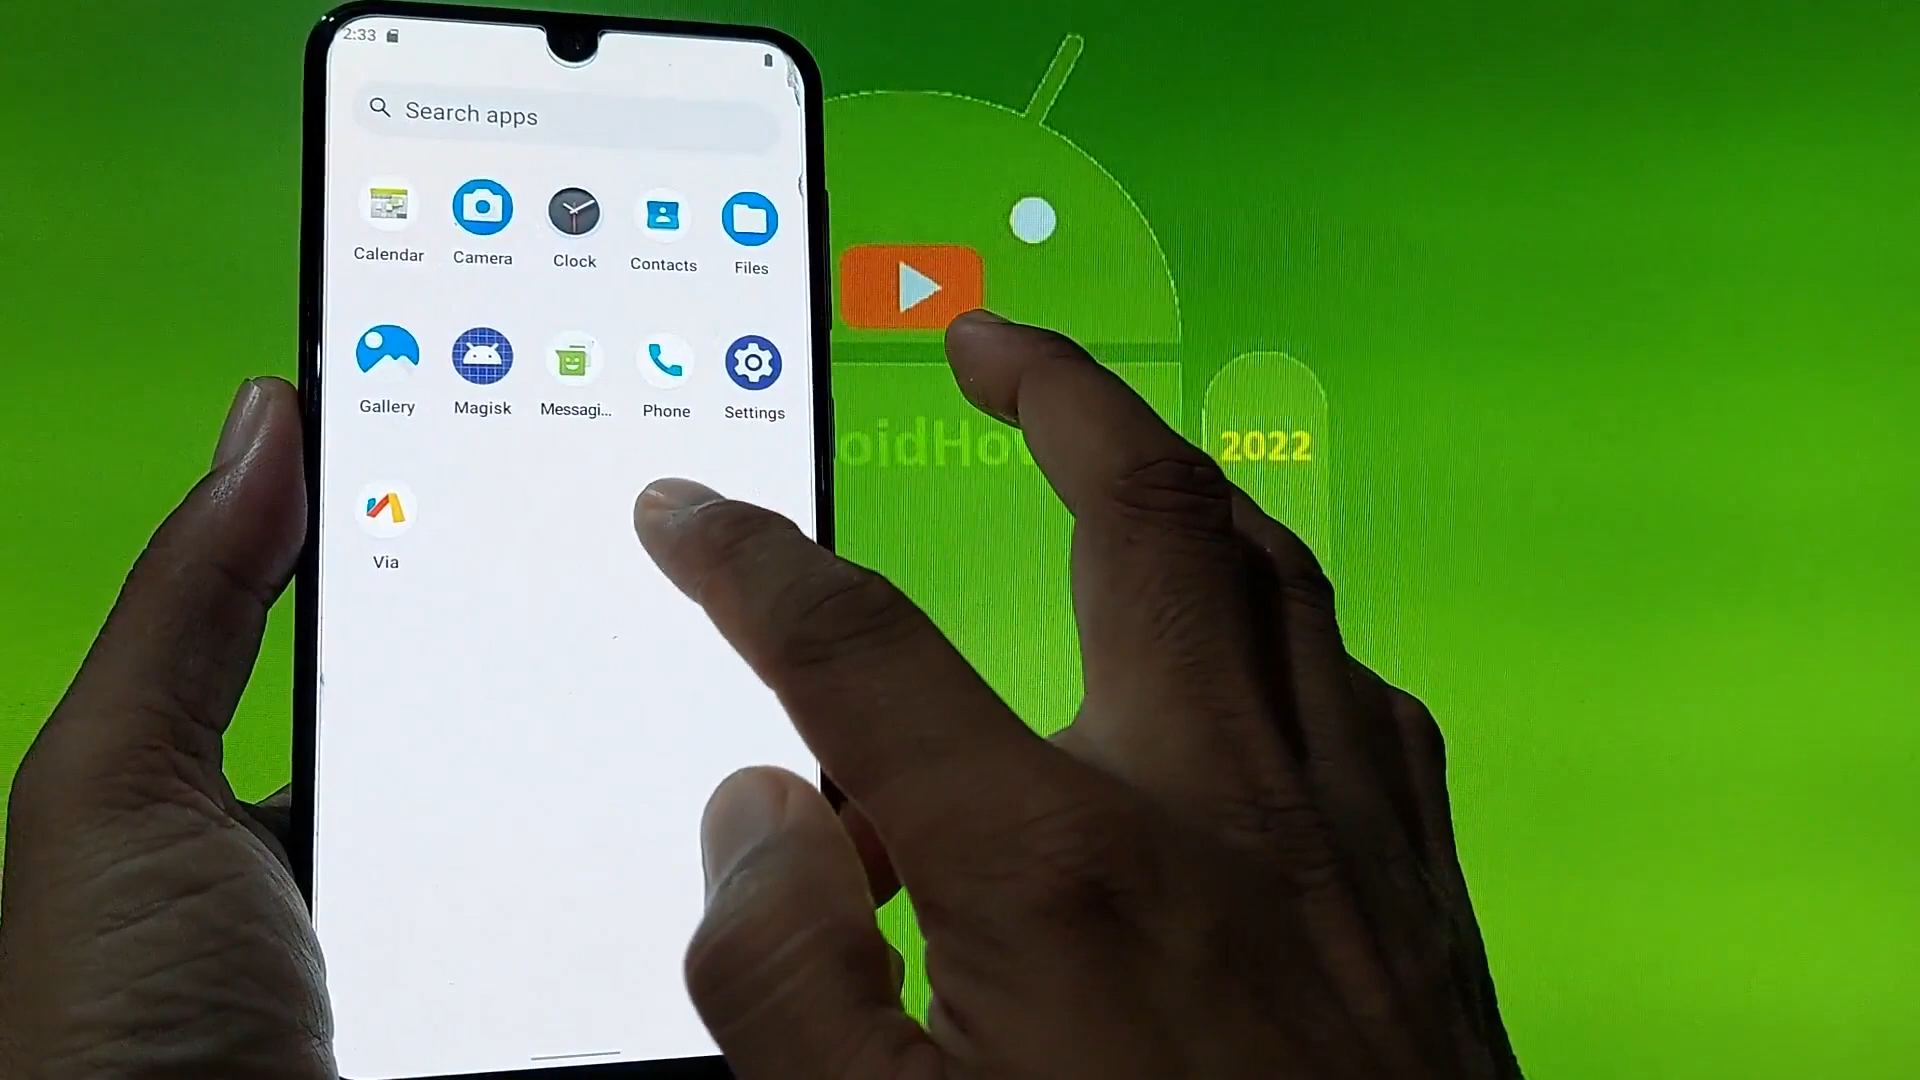 2:33
Search apps
Calendar
Camera
Clock
Contacts
Files
Gallery
Magisk
Messagi...
Phone
Settings
Via
oidHo
2022